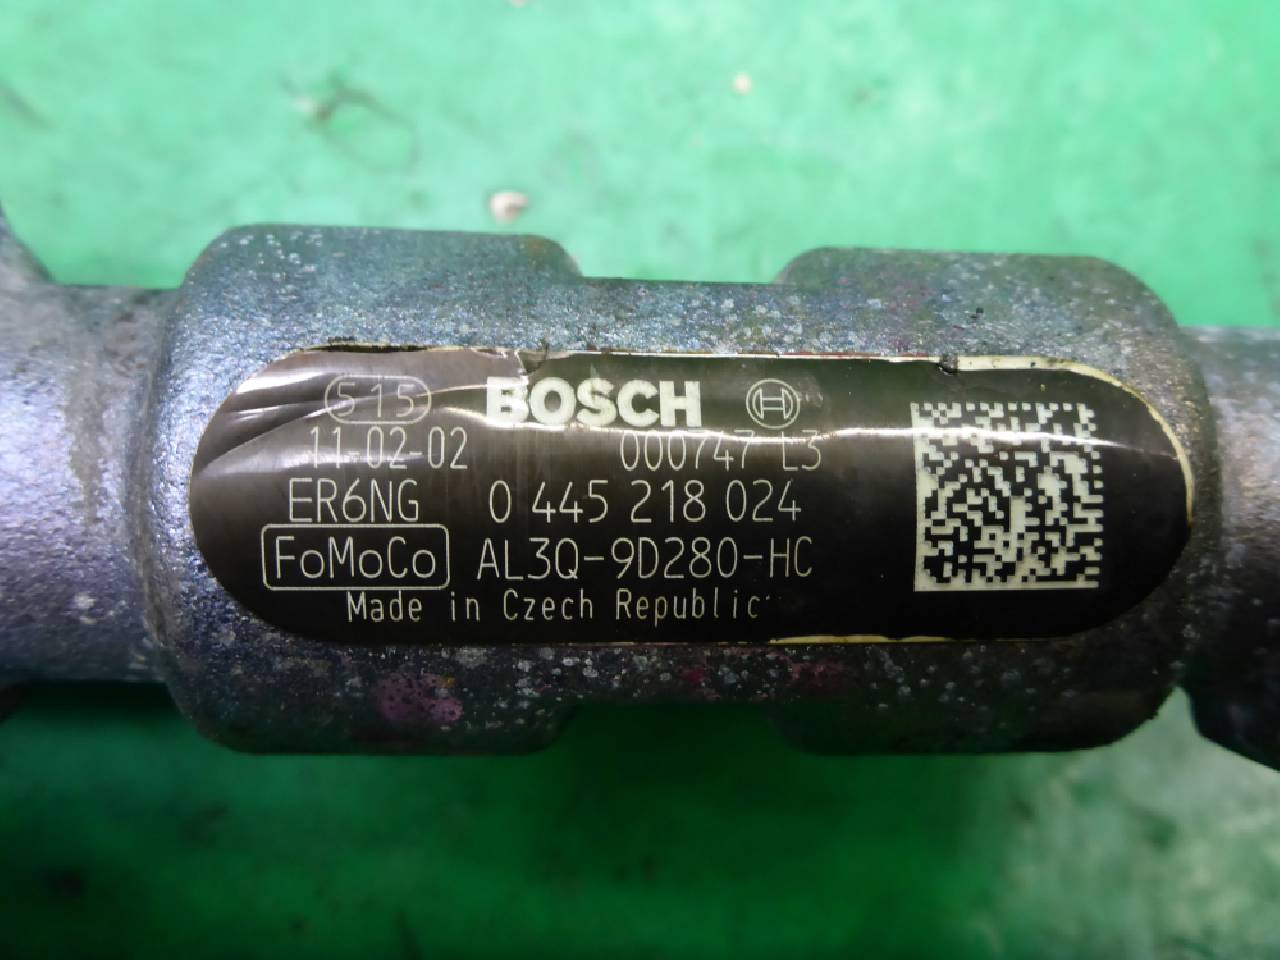 515 BOSCH
11-02-02 000747 L3
ER6NG 0 445 218 024
FoMoCo AL3Q-9D280-HC
Made in Czech Republic